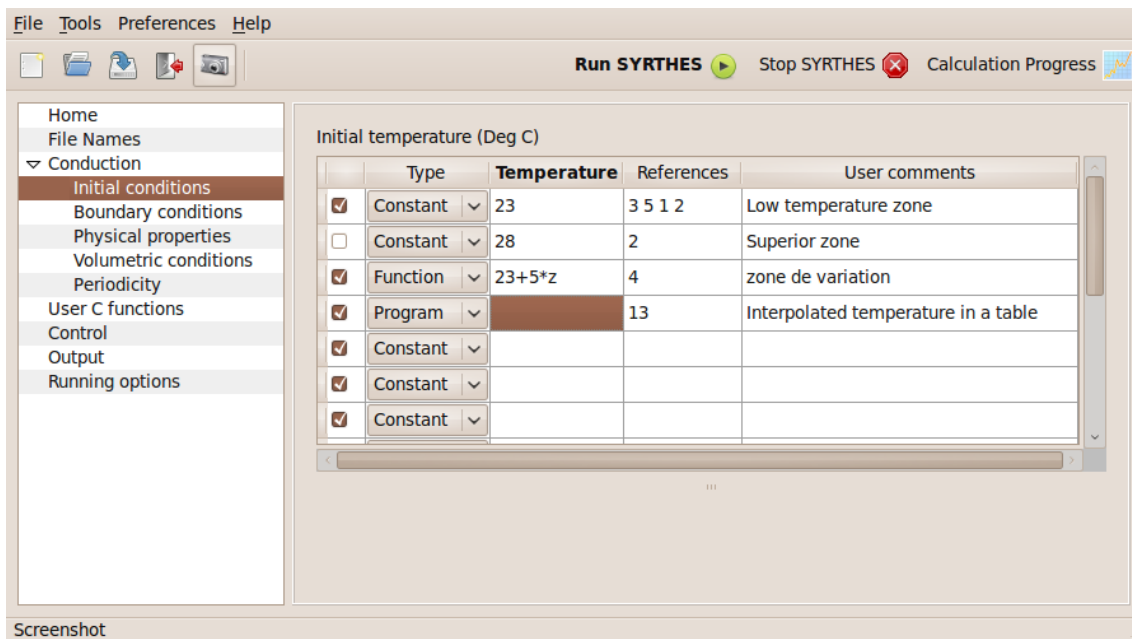 File Tools Preferences Help
Run SYRTHES Stop SYRTHES Calculation Progress
Home
File Names
Conduction
Initial conditions
Boundary conditions
Physical properties
Volumetric conditions
Periodicity
User C functions
Control
Output
Running options
Initial temperature (Deg C)
Type Temperature References User comments
Constant 23 3 5 1 2 Low temperature zone
Constant 28 2 Superior zone
Function 23+5*z 4 zone de variation
Program 13 Interpolated temperature in a table
Constant
Constant
Constant
Screenshot